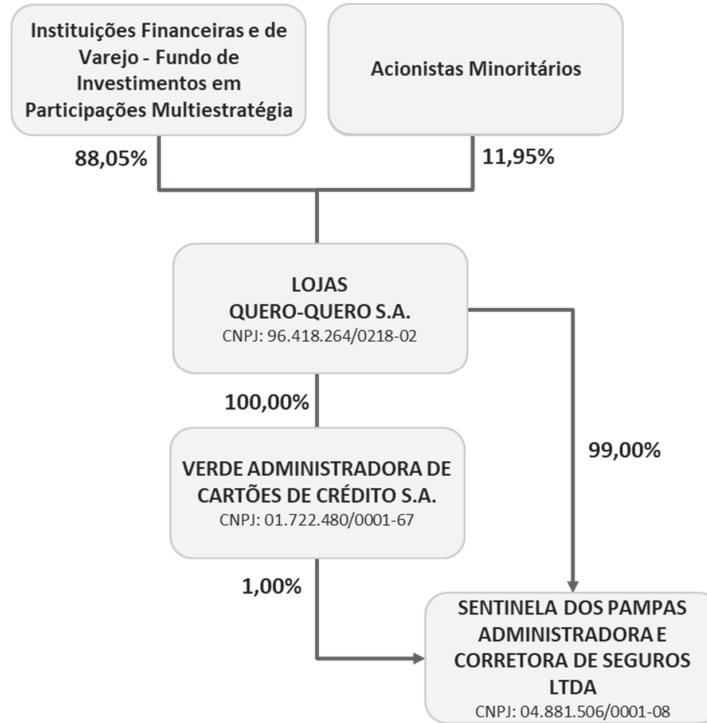 Instituições Financeiras e de
Varejo - Fundo de
Investimentos em
Participações Multiestratégia
Acionistas Minoritários
88,05%
11,95%
LOJAS
QUERO-QUERO S.A.
CNPJ: 96.418.264/0218-02
100,00%
99,00%
VERDE ADMINISTRADORA DE
CARTÕES DE CRÉDITO S.A.
CNPJ: 01.722.480/0001-67
1,00%
SENTINELA DOS PAMPAS
ADMINISTRADORA E
CORRETORA DE SEGUROS
LTDA
CNPJ: 04.881.506/0001-08